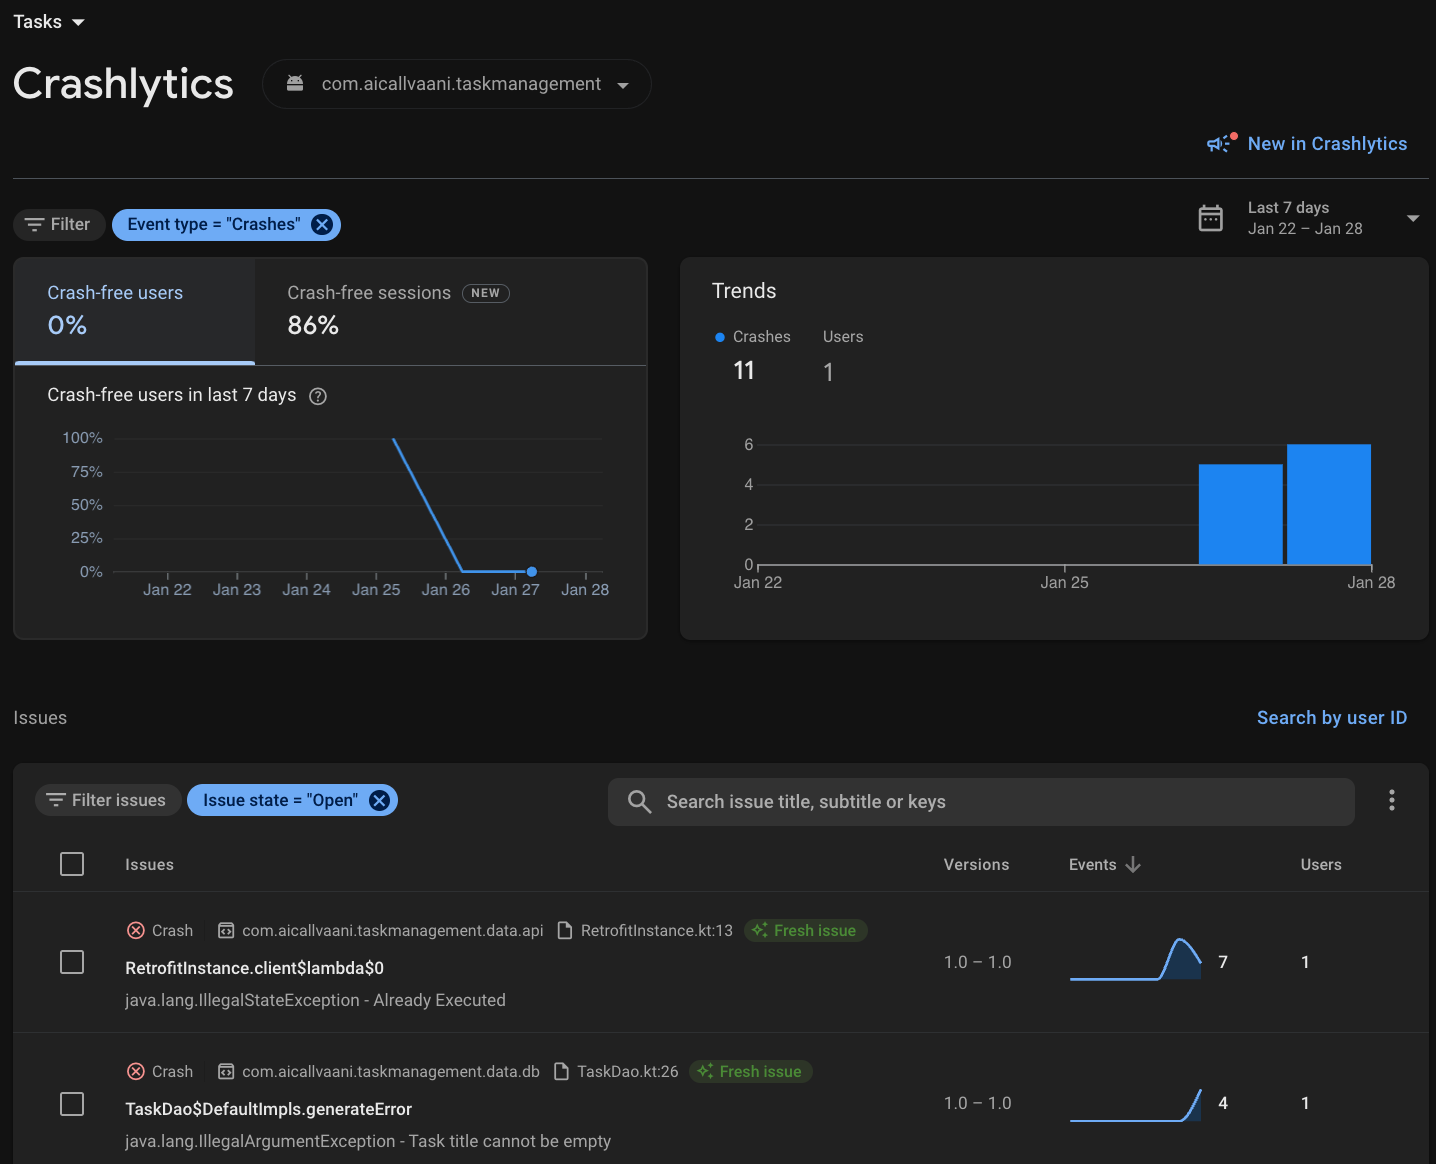 Tasks
Crashlytics
com.aicallvaani.taskmanagement
New in Crashlytics
Filter
Event type = "Crashes"
Last 7 days
Jan 22 – Jan 28
Crash-free users
0%
Crash-free sessions NEW
86%
Crash-free users in last 7 days ?
100%
75%
50%
25%
0%
Jan 22 Jan 23 Jan 24 Jan 25 Jan 26 Jan 27 Jan 28
Trends
Crashes Users
11 1
6
4
2
0
Jan 22 Jan 25 Jan 28
Issues
Search by user ID
Filter issues
Issue state = "Open"
Search issue title, subtitle or keys
Issues Versions Events Users
Crash com.aicallvaani.taskmanagement.data.api RetrofitInstance.kt:13 Fresh issue
RetrofitInstance.client$lambda$0
java.lang.IllegalStateException - Already Executed
1.0 – 1.0 7 1
Crash com.aicallvaani.taskmanagement.data.db TaskDao.kt:26 Fresh issue
TaskDao$DefaultImpls.generateError
java.lang.IllegalArgumentException - Task title cannot be empty
1.0 – 1.0 4 1